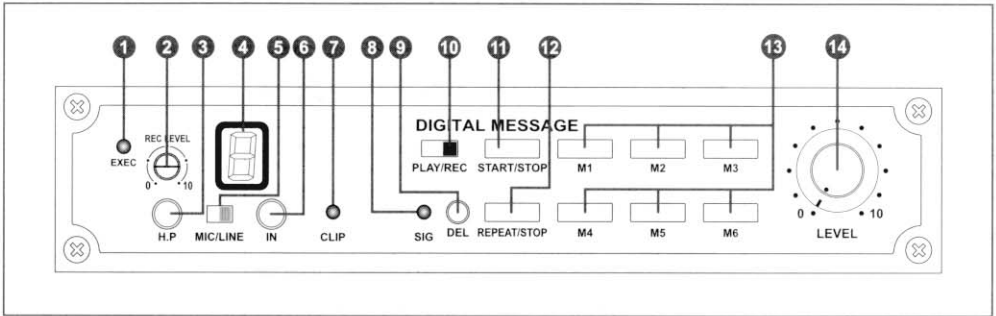 1 2 3 4 5 6 7 8 9 10 11 12 13 14
DIGITAL MESSAGE
REC LEVEL
EXEC
0 10
PLAY/REC START/STOP M1 M2 M3
H.P MIC/LINE IN CLIP SIG DEL REPEAT/STOP M4 M5 M6
0 10
LEVEL